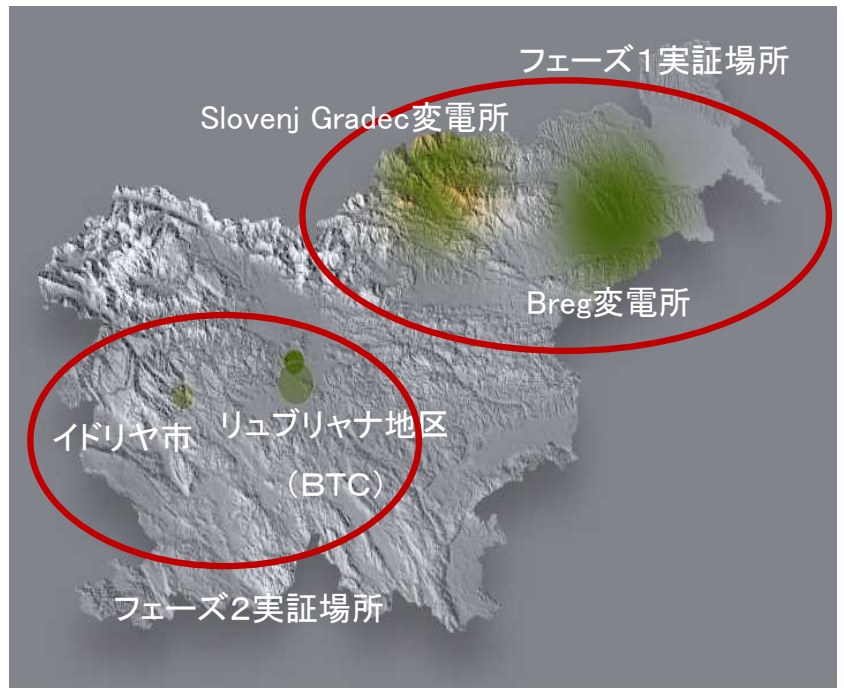 フェーズ１実証場所
Slovenj Gradec変電所
Breg変電所
イドリヤ市
リュブリャナ地区
（ＢＴＣ）
フェーズ２実証場所